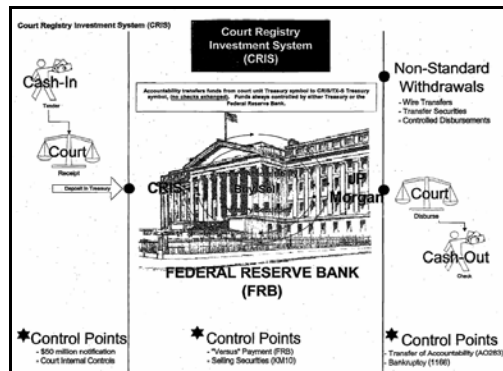 Court Registry Investment System (CRIS)
Court Registry
Investment System
(CRIS)
Cash-In
Tender
Court
Receipt
Deposit in Treasury
Accountability transfers funds from court unit Treasury symbol to CRIS/TX-S Treasury
symbol, (no checks exchanged). Funds always controlled by either Treasury or the
Federal Reserve Bank.
CRIS
Buy/Sell
JP
Morgan
FEDERAL RESERVE BANK
(FRB)
Non-Standard
Withdrawals
- Wire Transfers
- Transfer Securities
- Controlled Disbursements
Court
Disburse
Cash-Out
Check
Control Points
- $50 million notification
- Court Internal Controls
Control Points
- "Versus" Payment (FRB)
- Selling Securities (KM10)
Control Points
- Transfer of Accountability (AO283)
- Bankruptcy (1166)